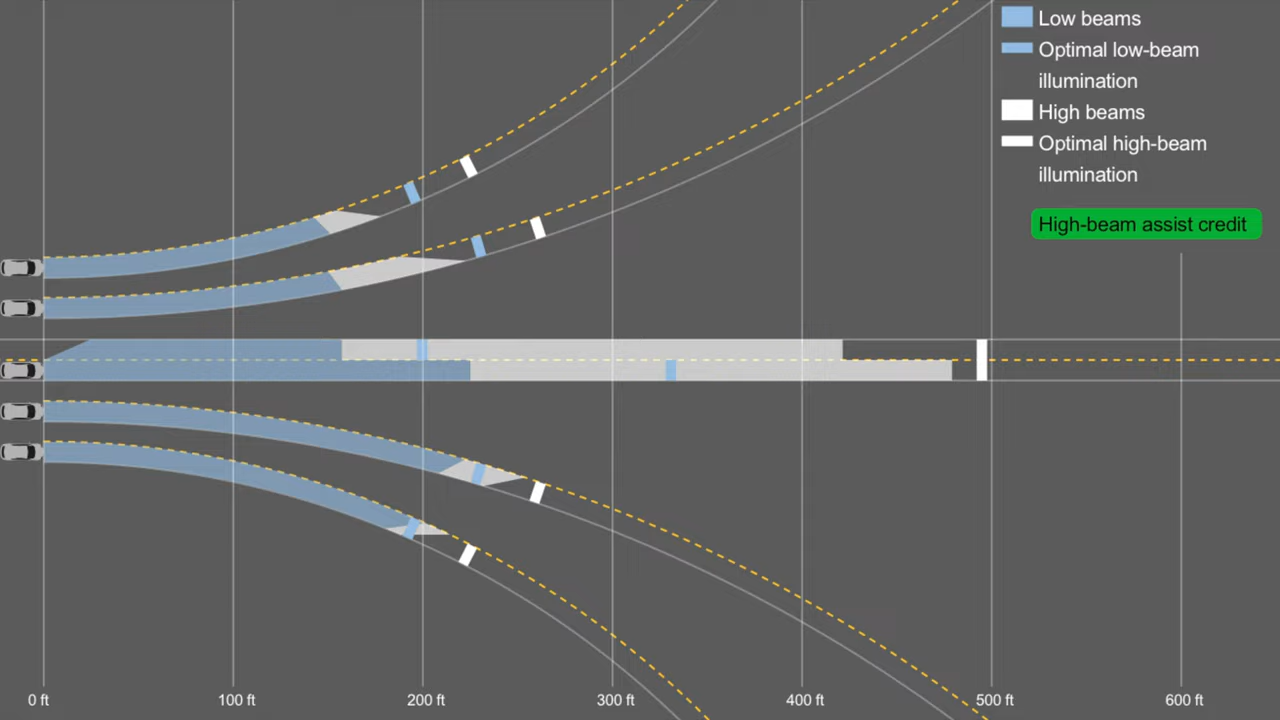 Low beams
Optimal low-beam
illumination
High beams
Optimal high-beam
illumination
High-beam assist credit
0 ft
100 ft
200 ft
300 ft
400 ft
500 ft
600 ft